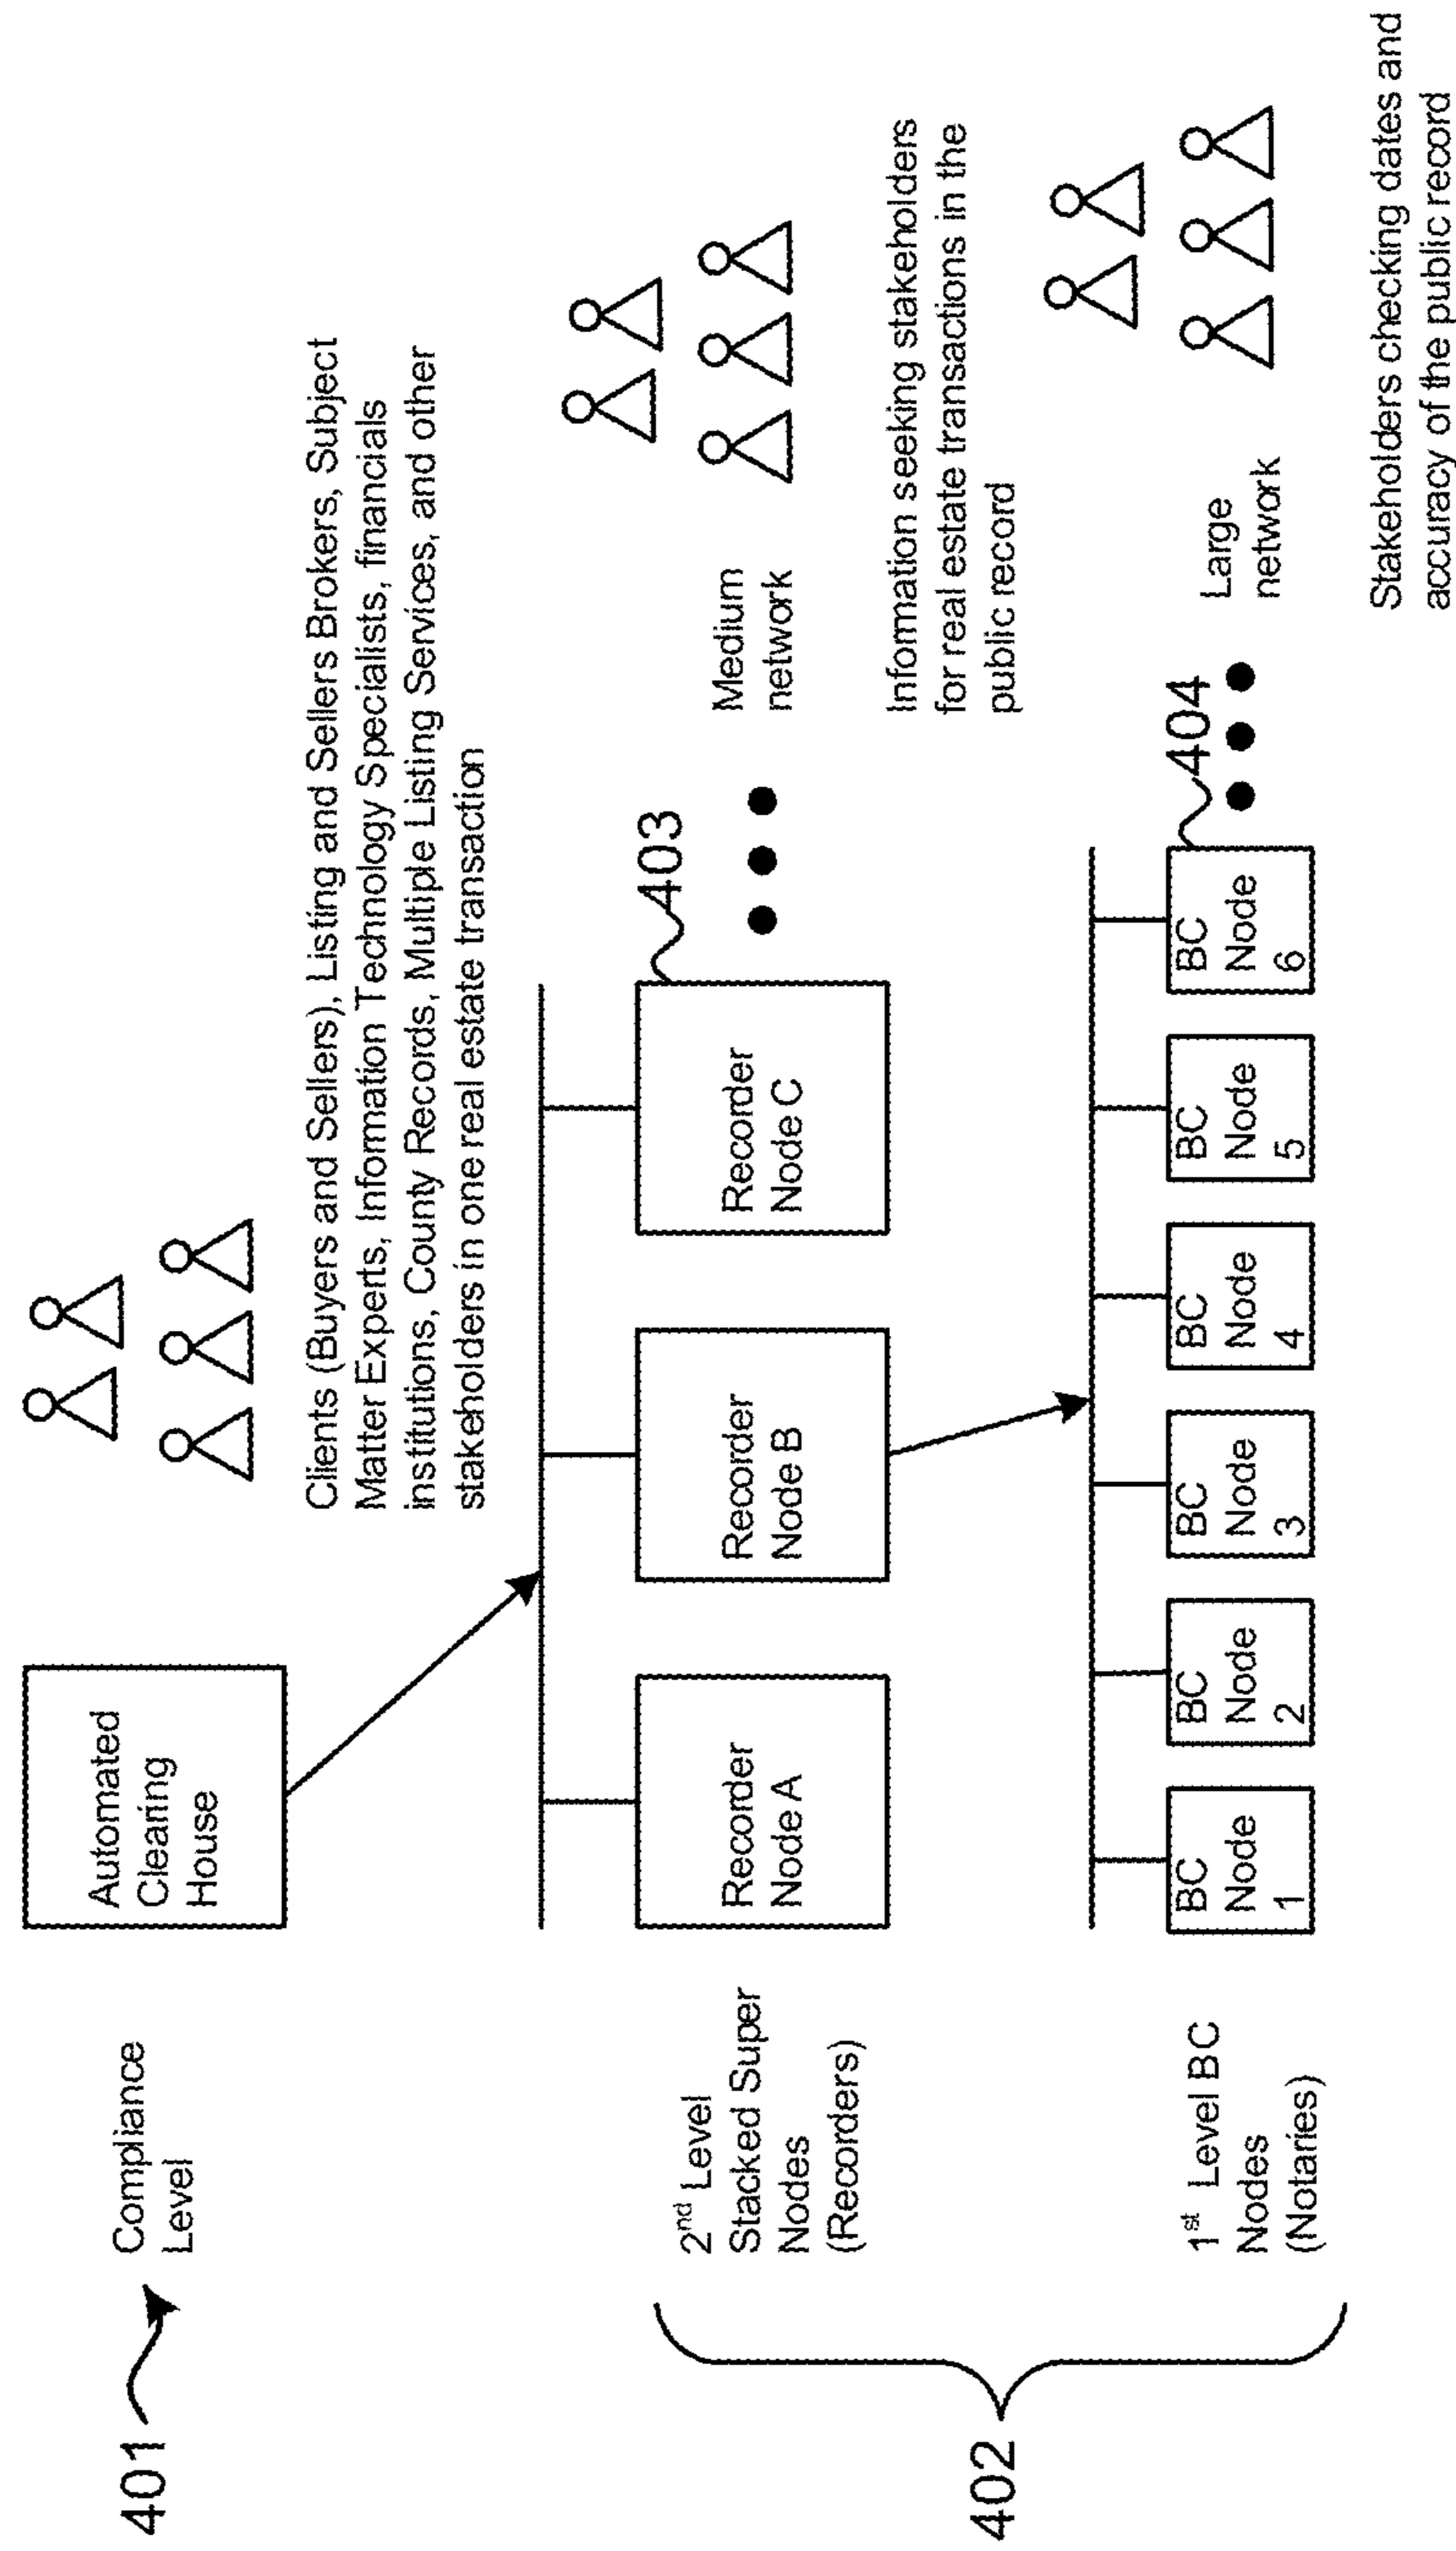 401
Compliance
Level
Automated
Clearing
House
Clients (Buyers and Sellers), Listing and Sellers Brokers, Subject
Matter Experts, Information Technology Specialists, financials
institutions, County Records, Multiple Listing Services, and other
stakeholders in one real estate transaction
402
2nd Level
Stacked Super
Nodes
(Recorders)
Recorder
Node A
Recorder
Node B
Recorder
Node C
403
Medium
network
Information seeking stakeholders
for real estate transactions in the
public record
1st Level BC
Nodes
(Notaries)
BC
Node
1
BC
Node
2
BC
Node
3
BC
Node
4
BC
Node
5
BC
Node
6
404
Large
network
Stakeholders checking dates and
accuracy of the public record